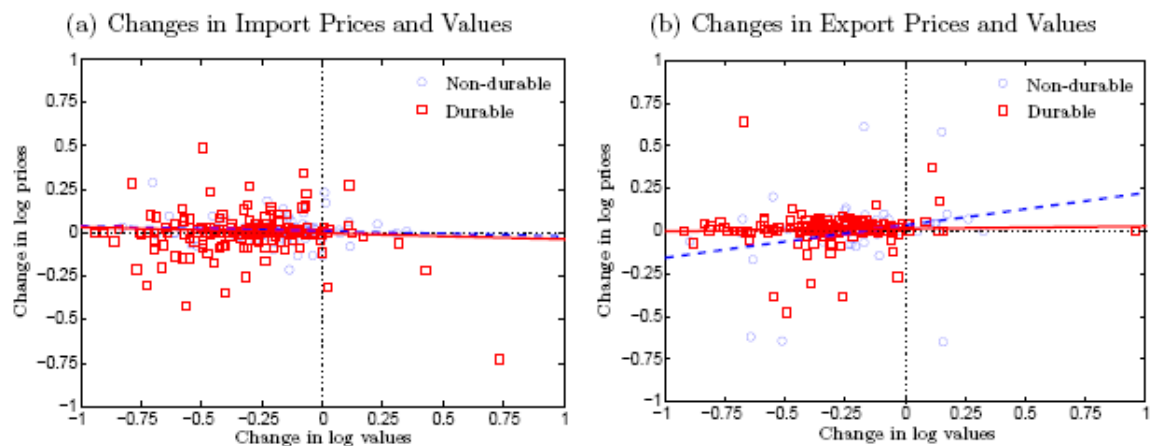 (a) Changes in Import Prices and Values
1
0.75
0.5
0.25
0
−0.25
−0.5
−0.75
−1
Change in log prices
Non-durable
Durable
−1 −0.75 −0.5 −0.25 0 0.25 0.5 0.75 1
Change in log values
(b) Changes in Export Prices and Values
1
0.75
0.5
0.25
0
−0.25
−0.5
−0.75
−1
Change in log prices
Non-durable
Durable
−1 −0.75 −0.5 −0.25 0 0.25 0.5 0.75 1
Change in log values